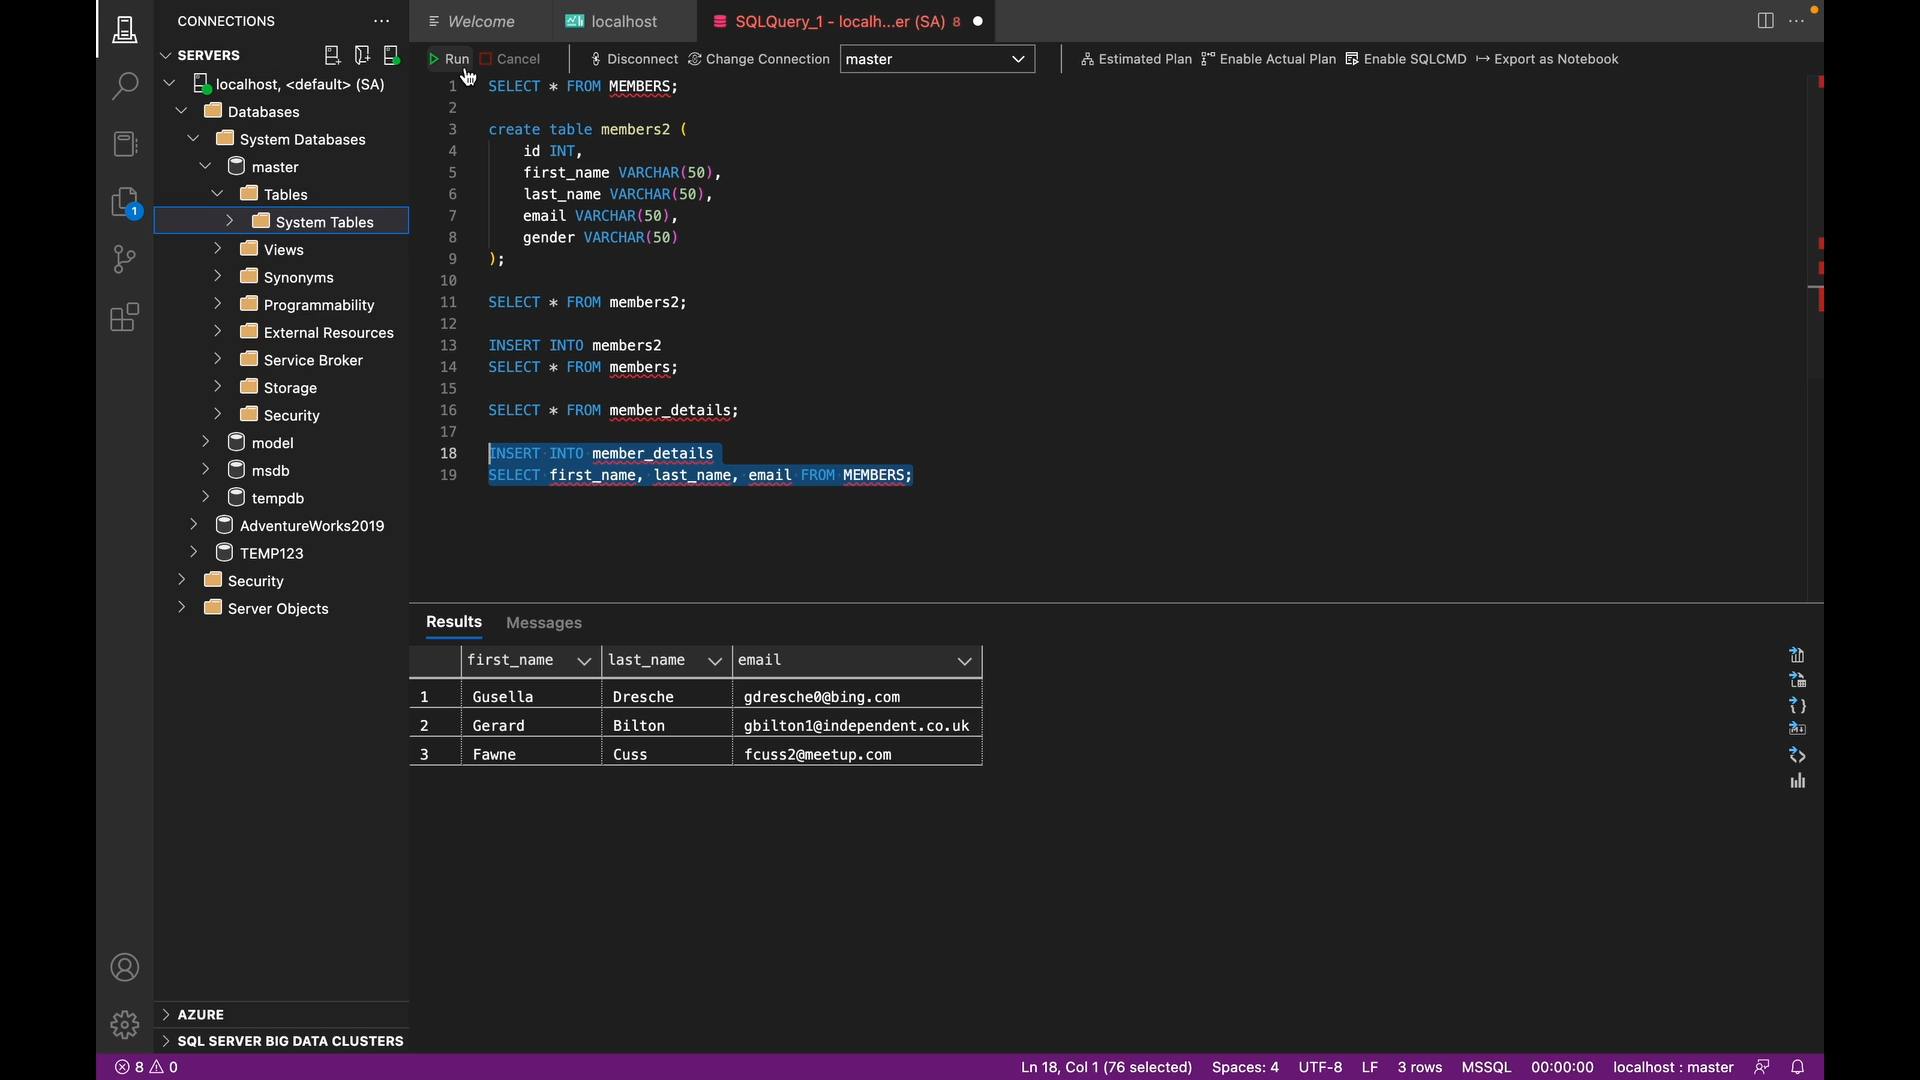 CONNECTIONS
SERVERS
localhost, <default> (SA)
Databases
System Databases
master
Tables
System Tables
Views
Synonyms
Programmability
External Resources
Service Broker
Storage
Security
model
msdb
tempdb
AdventureWorks2019
TEMP123
Security
Server Objects
AZURE
SQL SERVER BIG DATA CLUSTERS
1
Welcome
localhost
SQLQuery_1 - localh...er (SA) 8
Run Cancel Disconnect Change Connection master Estimated Plan Enable Actual Plan Enable SQLCMD Export as Notebook
1 SELECT * FROM MEMBERS;
2
3 create table members2 (
4 id INT,
5 first_name VARCHAR(50),
6 last_name VARCHAR(50),
7 email VARCHAR(50),
8 gender VARCHAR(50)
9 );
10
11 SELECT * FROM members2;
12
13 INSERT INTO members2
14 SELECT * FROM members;
15
16 SELECT * FROM member_details;
17
18 INSERT INTO member_details
19 SELECT first_name, last_name, email FROM MEMBERS;
Results Messages
first_name last_name email
1 Gusella Dresche gdresche0@bing.com
2 Gerard Bilton gbilton1@independent.co.uk
3 Fawne Cuss fcuss2@meetup.com
8 0 Ln 18, Col 1 (76 selected) Spaces: 4 UTF-8 LF 3 rows MSSQL 00:00:00 localhost : master